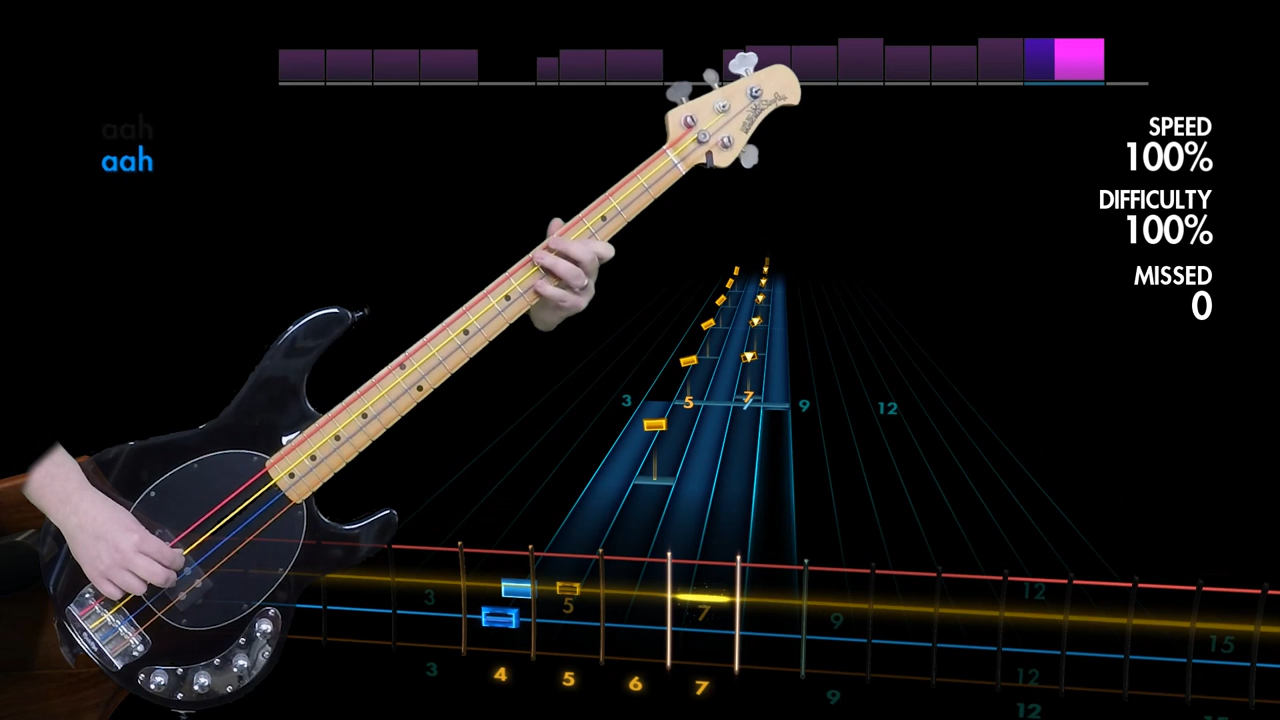 aah
aah
SPEED
100%
DIFFICULTY
100%
MISSED
0
3 5 7 9 12
3 5 7 9 12 15
3 4 5 6 7 9 12
12